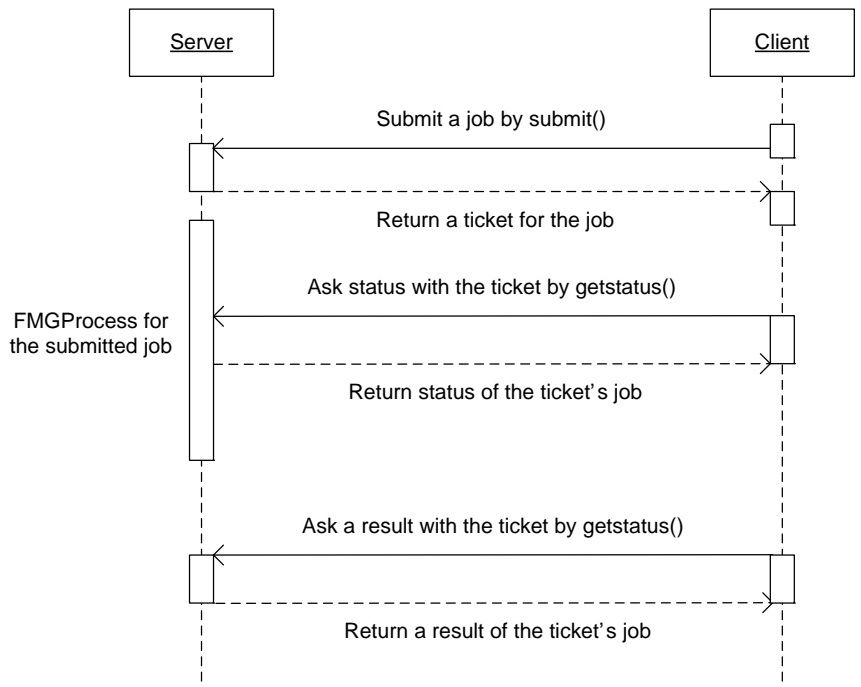 Server
Client
Submit a job by submit()
Return a ticket for the job
Ask status with the ticket by getstatus()
FMGProcess for
the submitted job
Return status of the ticket’s job
Ask a result with the ticket by getstatus()
Return a result of the ticket’s job